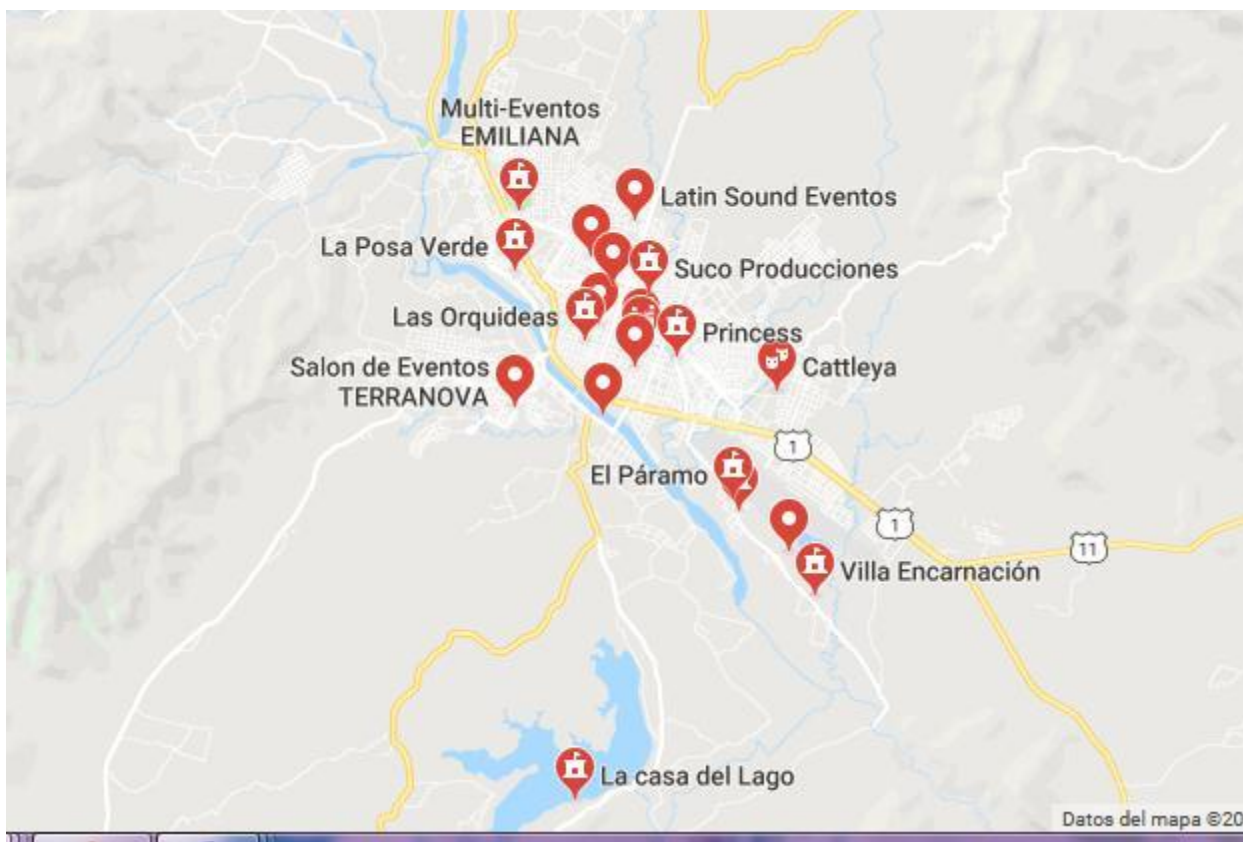 Multi-Eventos
EMILIANA
Latin Sound Eventos
La Posa Verde
Suco Producciones
Las Orquideas
Princess
Salon de Eventos
TERRANOVA
Cattleya
1
El Páramo
1
11
Villa Encarnación
La casa del Lago
Datos del mapa ©20